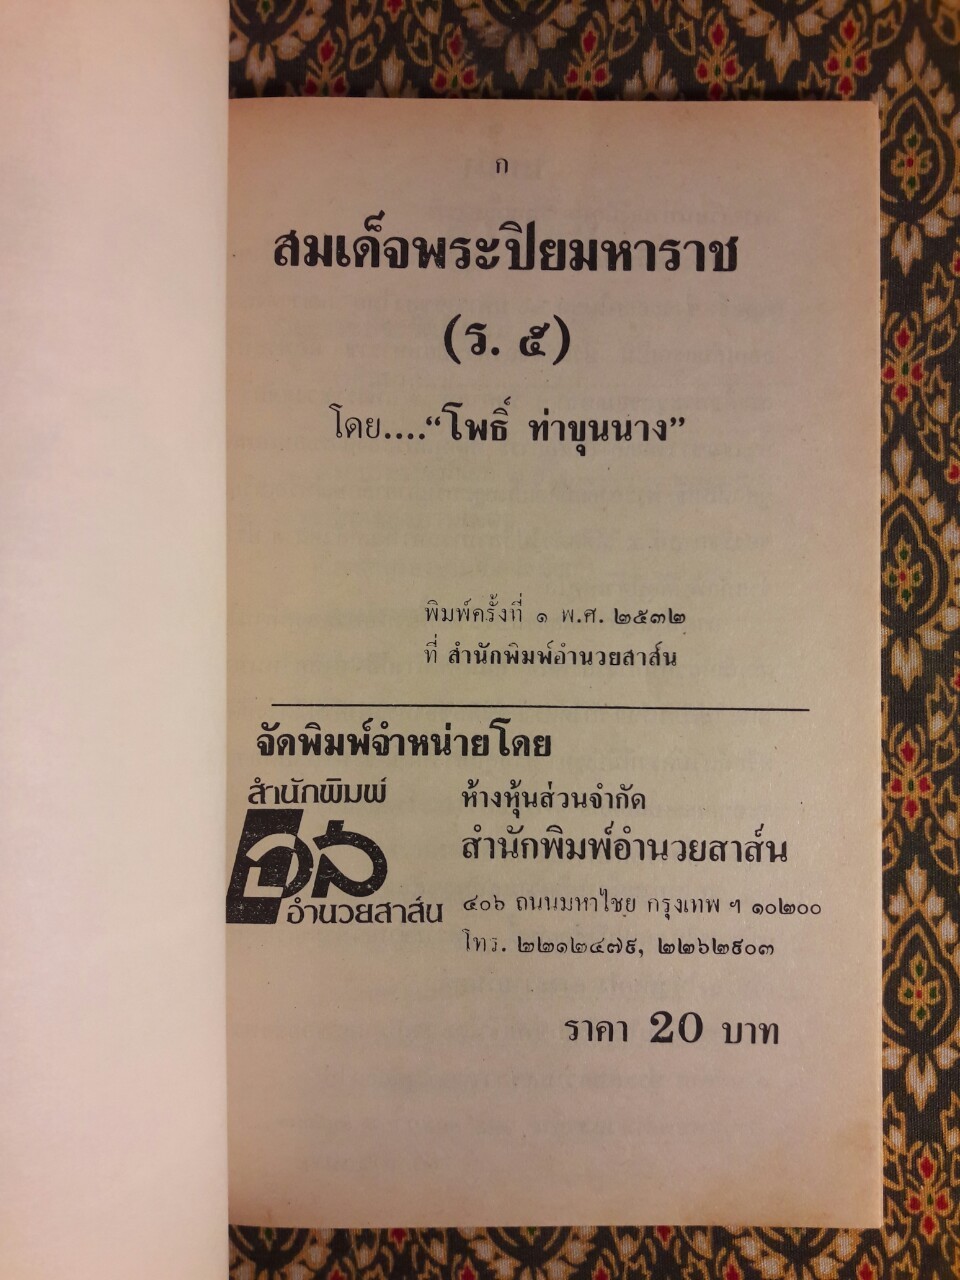 ก
สมเด็จพระปิยมหาราช
(ร. ๕)
โดย....“โพธิ์ ท่าขุนนาง”
พิมพ์ครั้งที่ ๑ พ.ศ. ๒๕๓๒
ที่ สำนักพิมพ์อำนวยสาส์น
จัดพิมพ์จำหน่ายโดย
สำนักพิมพ์
อำนวยสาส์น
ห้างหุ้นส่วนจำกัด
สำนักพิมพ์อำนวยสาส์น
๔๐๖ ถนนมหาไชย กรุงเทพ ฯ ๑๐๒๐๐
โทร. ๒๒๑๒๔๗๙, ๒๒๖๒๙๐๓
ราคา 20 บาท